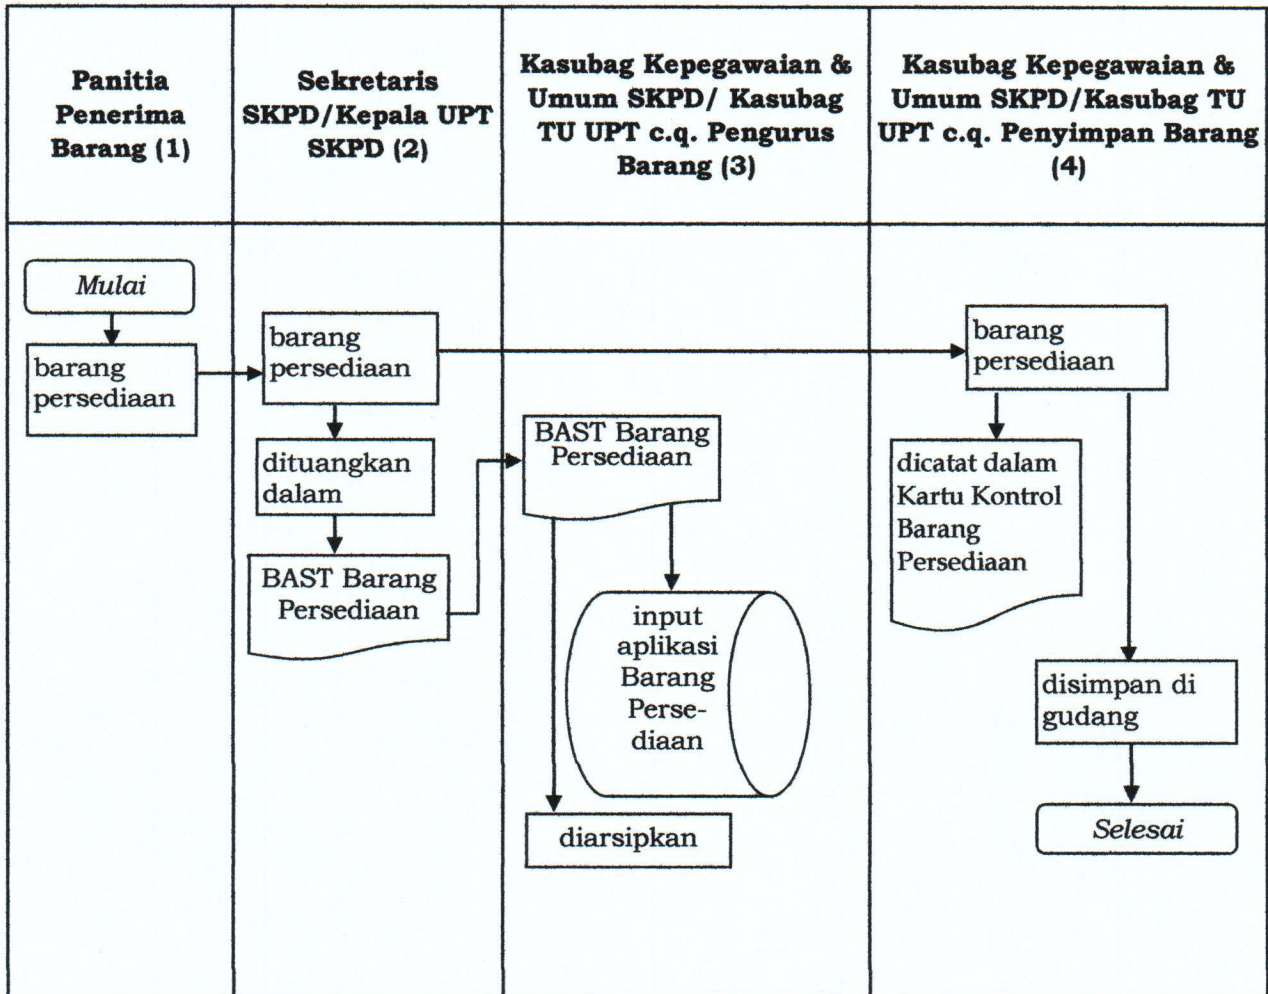 Panitia
Penerima
Barang (1)
Sekretaris
SKPD/Kepala UPT
SKPD (2)
Kasubag Kepegawaian &
Umum SKPD/ Kasubag
TU UPT c.q. Pengurus
Barang (3)
Kasubag Kepegawaian &
Umum SKPD/Kasubag TU
UPT c.q. Penyimpan Barang
(4)
Mulai
barang
persediaan
barang
persediaan
dituangkan
dalam
BAST Barang
Persediaan
BAST Barang
Persediaan
input
aplikasi
Barang
Perse-
diaan
diarsipkan
barang
persediaan
dicatat dalam
Kartu Kontrol
Barang
Persediaan
disimpan di
gudang
Selesai